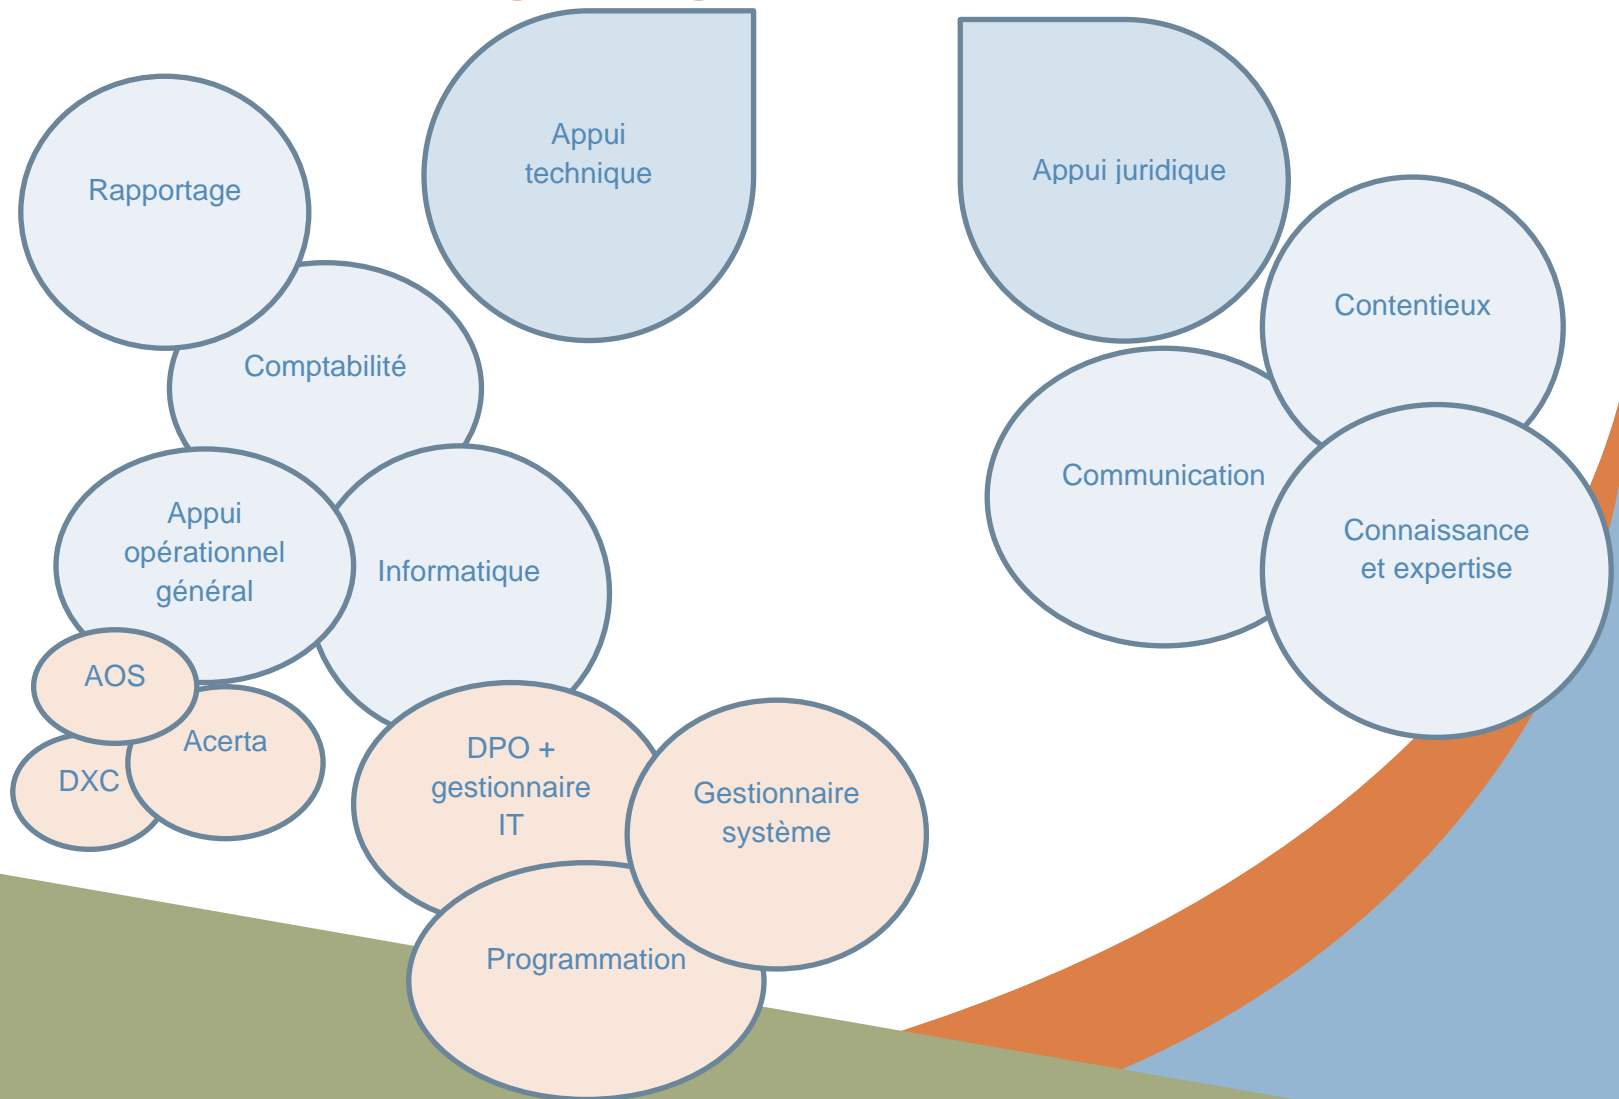 Appui
technique
Appui juridique
Rapportage
Contentieux
Comptabilité
Communication
Appui
opérationnel
général
Informatique
Connaissance
et expertise
AOS
Acerta
DXC
DPO +
gestionnaire
IT
Gestionnaire
système
Programmation